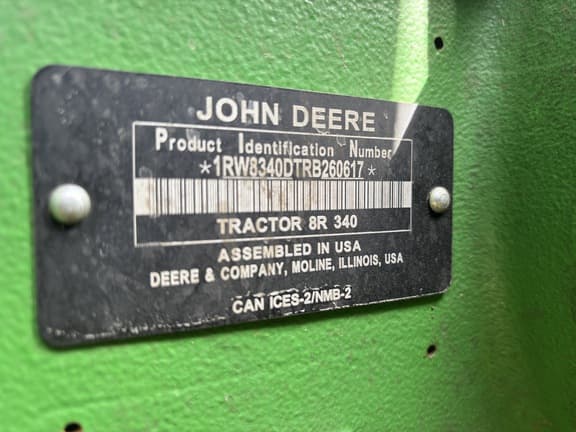 JOHN DEERE
Product Identification Number
*1RW8340DTRB260617*
TRACTOR 8R 340
ASSEMBLED IN USA
DEERE & COMPANY, MOLINE, ILLINOIS, USA
CAN ICES-2/NMB-2